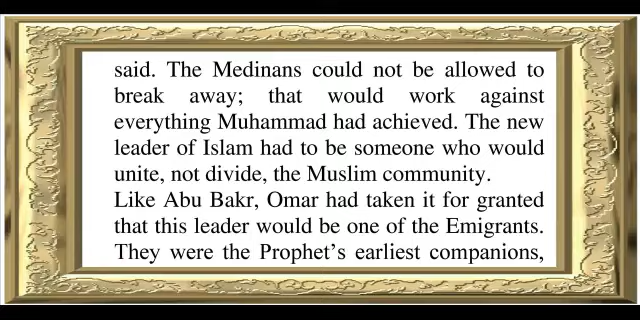 said. The Medinans could not be allowed to
break away; that would work against
everything Muhammad had achieved. The new
leader of Islam had to be someone who would
unite, not divide, the Muslim community.
Like Abu Bakr, Omar had taken it for granted
that this leader would be one of the Emigrants.
They were the Prophet’s earliest companions,